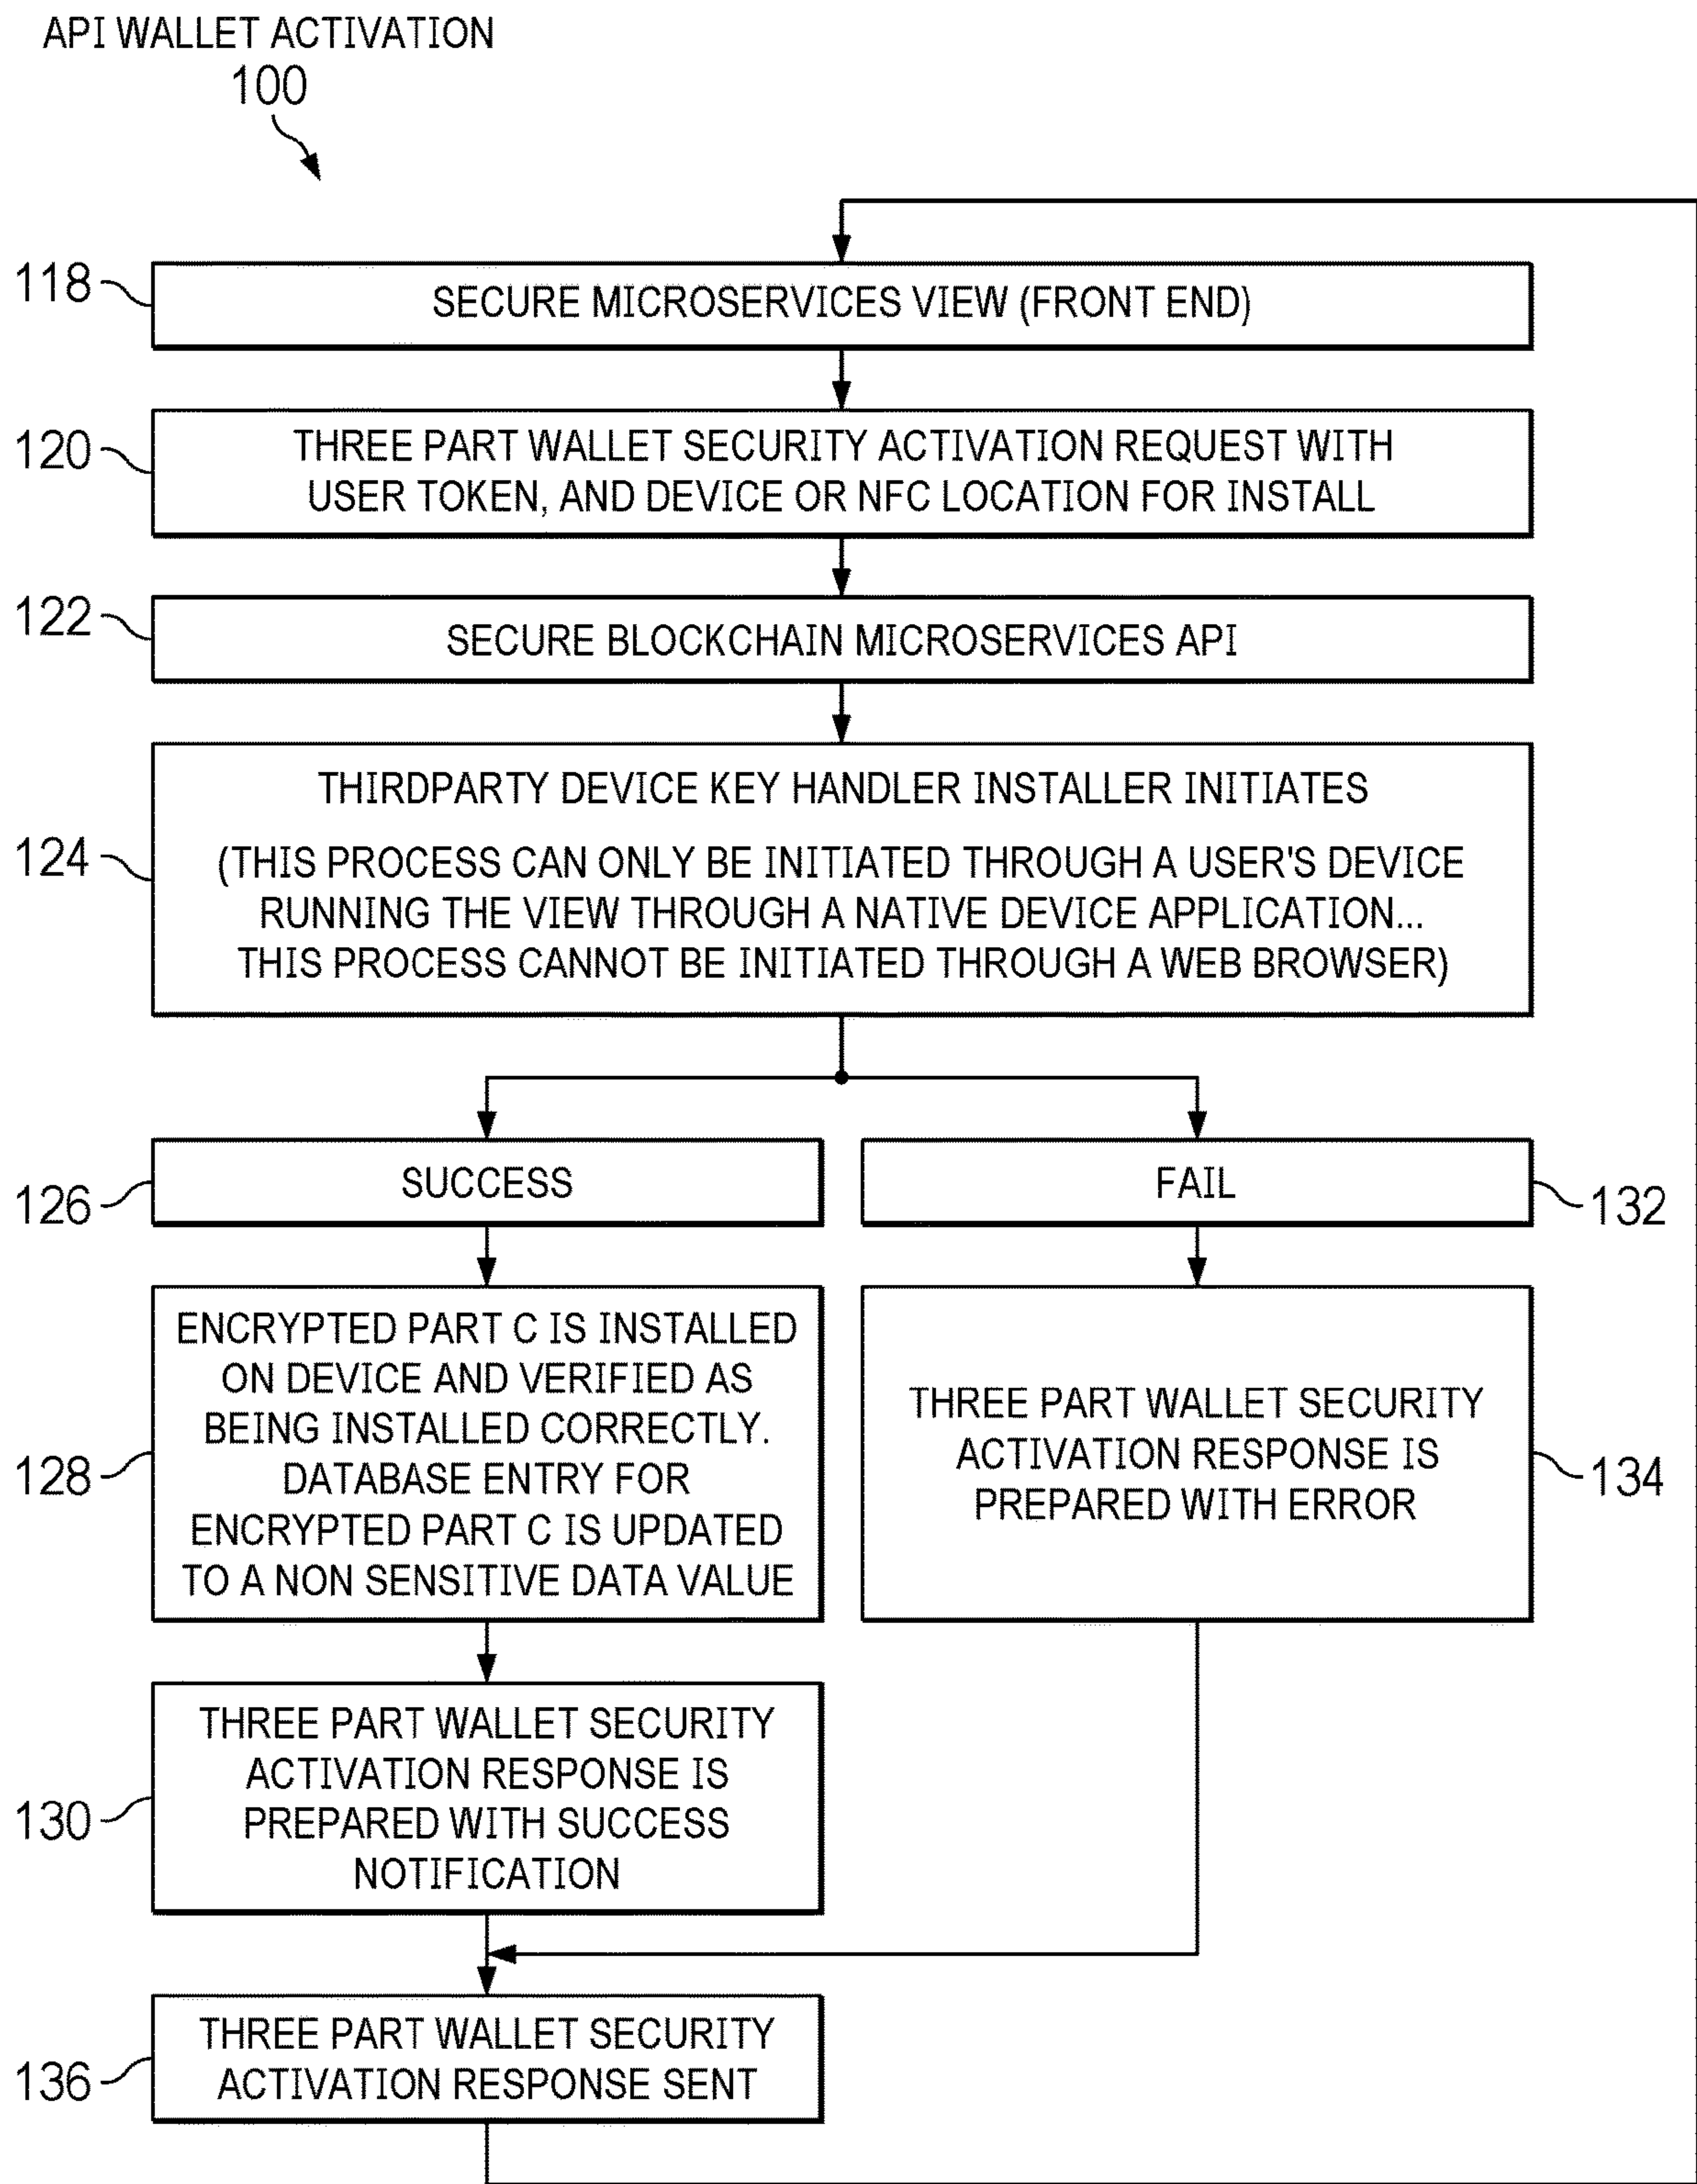 API WALLET ACTIVATION
100
118
SECURE MICROSERVICES VIEW (FRONT END)
120
THREE PART WALLET SECURITY ACTIVATION REQUEST WITH
USER TOKEN, AND DEVICE OR NFC LOCATION FOR INSTALL
122
SECURE BLOCKCHAIN MICROSERVICES API
124
THIRDPARTY DEVICE KEY HANDLER INSTALLER INITIATES
(THIS PROCESS CAN ONLY BE INITIATED THROUGH A USER'S DEVICE
RUNNING THE VIEW THROUGH A NATIVE DEVICE APPLICATION...
THIS PROCESS CANNOT BE INITIATED THROUGH A WEB BROWSER)
126
SUCCESS
FAIL
132
128
ENCRYPTED PART C IS INSTALLED
ON DEVICE AND VERIFIED AS
BEING INSTALLED CORRECTLY.
DATABASE ENTRY FOR
ENCRYPTED PART C IS UPDATED
TO A NON SENSITIVE DATA VALUE
THREE PART WALLET SECURITY
ACTIVATION RESPONSE IS
PREPARED WITH ERROR
134
130
THREE PART WALLET SECURITY
ACTIVATION RESPONSE IS
PREPARED WITH SUCCESS
NOTIFICATION
136
THREE PART WALLET SECURITY
ACTIVATION RESPONSE SENT